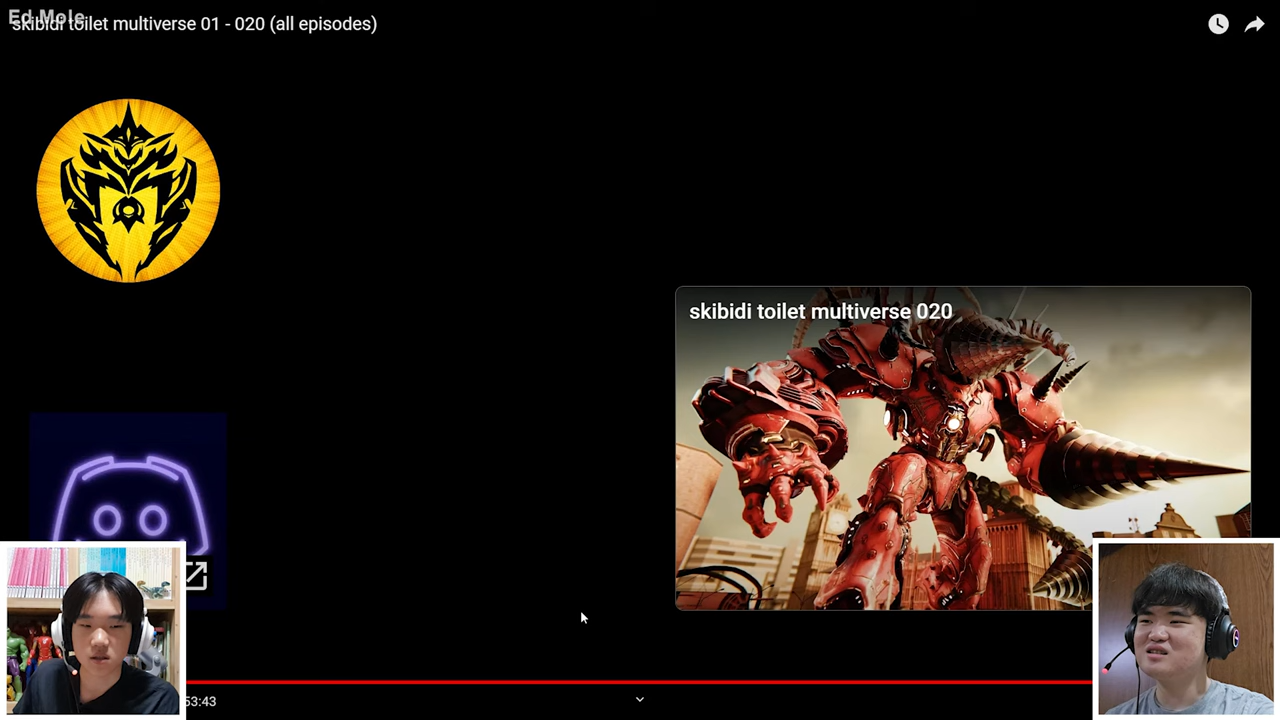 Ed Mole
skibidi toilet multiverse 01 - 020 (all episodes)
skibidi toilet multiverse 020
53:43